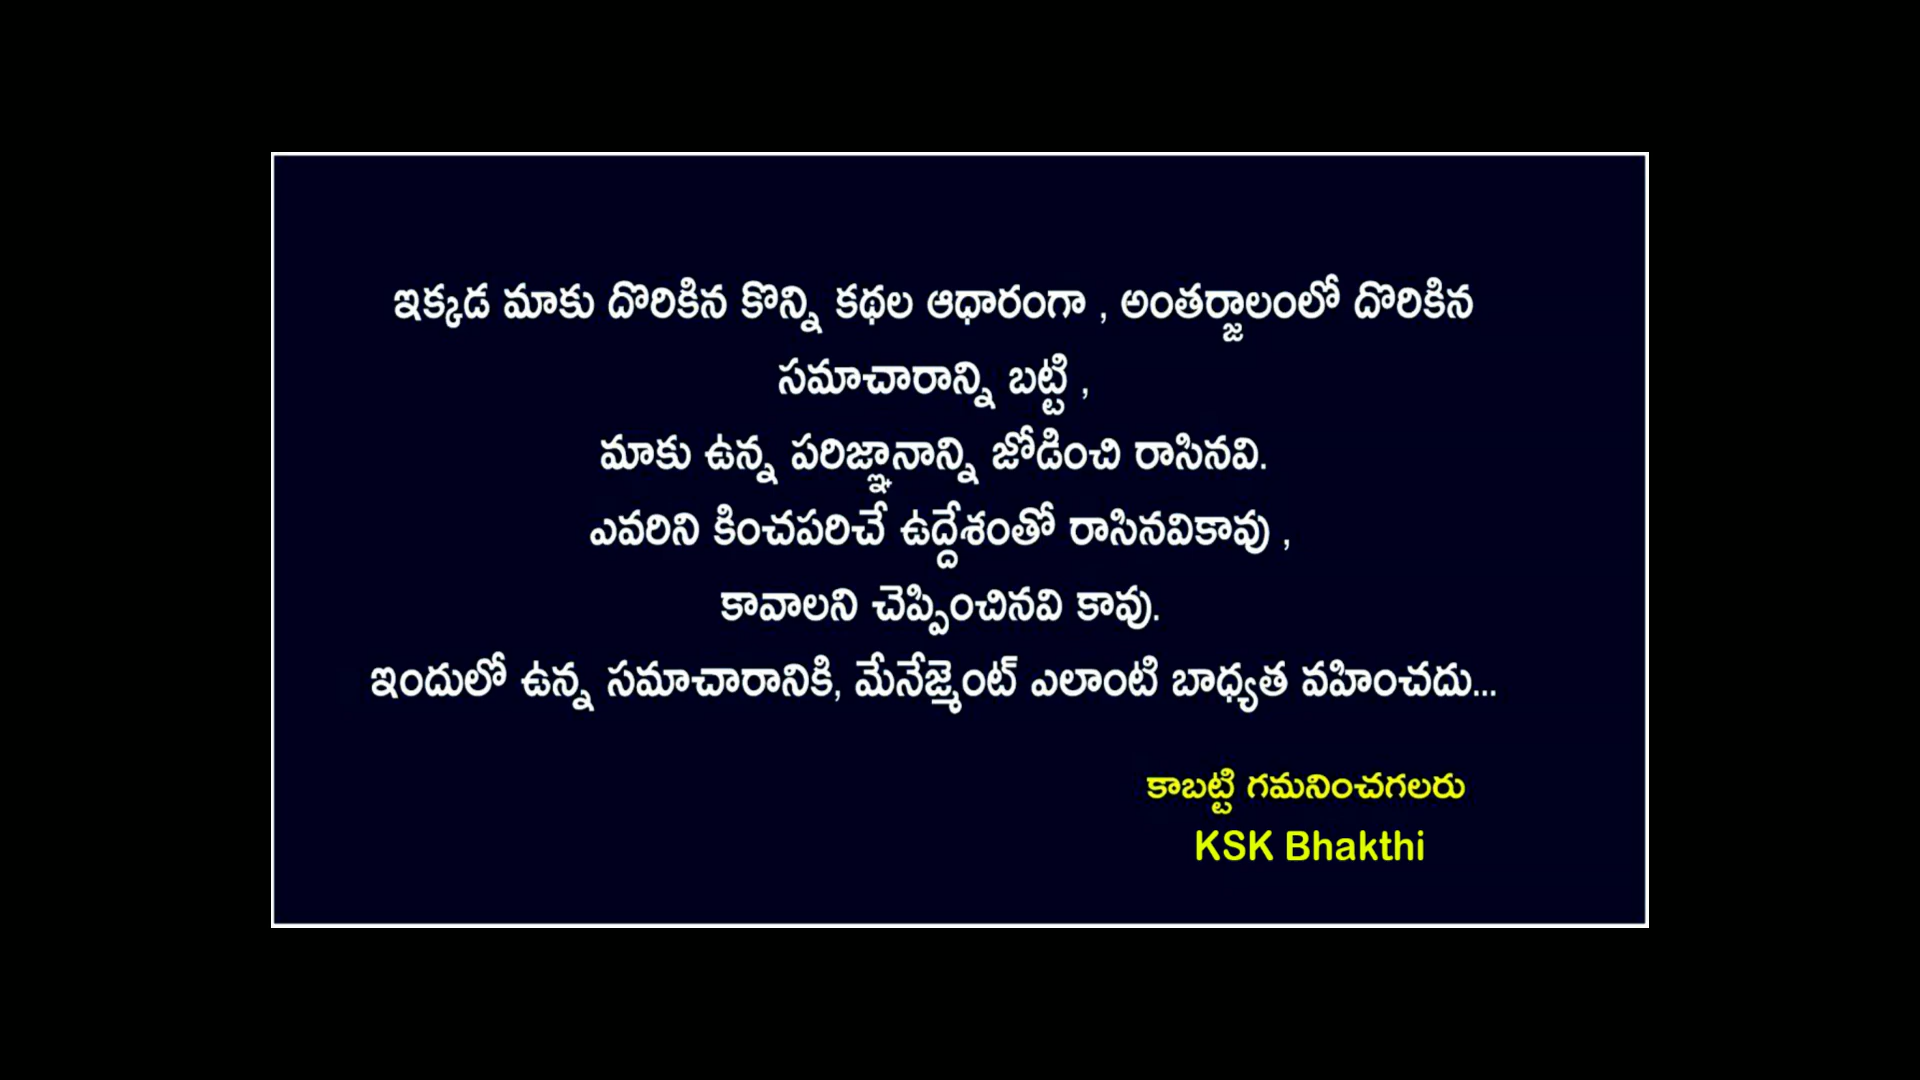 ఇక్కడ మాకు దొరికిన కొన్ని కథల ఆధారంగా , అంతర్జాలంలో దొరికిన
సమాచారాన్ని బట్టి ,
మాకు ఉన్న పరిజ్ఞానాన్ని జోడించి రాసినవి.
ఎవరిని కించపరిచే ఉద్దేశంతో రాసినవికావు ,
కావాలని చెప్పించినవి కావు.
ఇందులో ఉన్న సమాచారానికి, మేనేజ్మెంట్ ఎలాంటి బాధ్యత వహించదు...
కాబట్టి గమనించగలరు
KSK Bhakthi